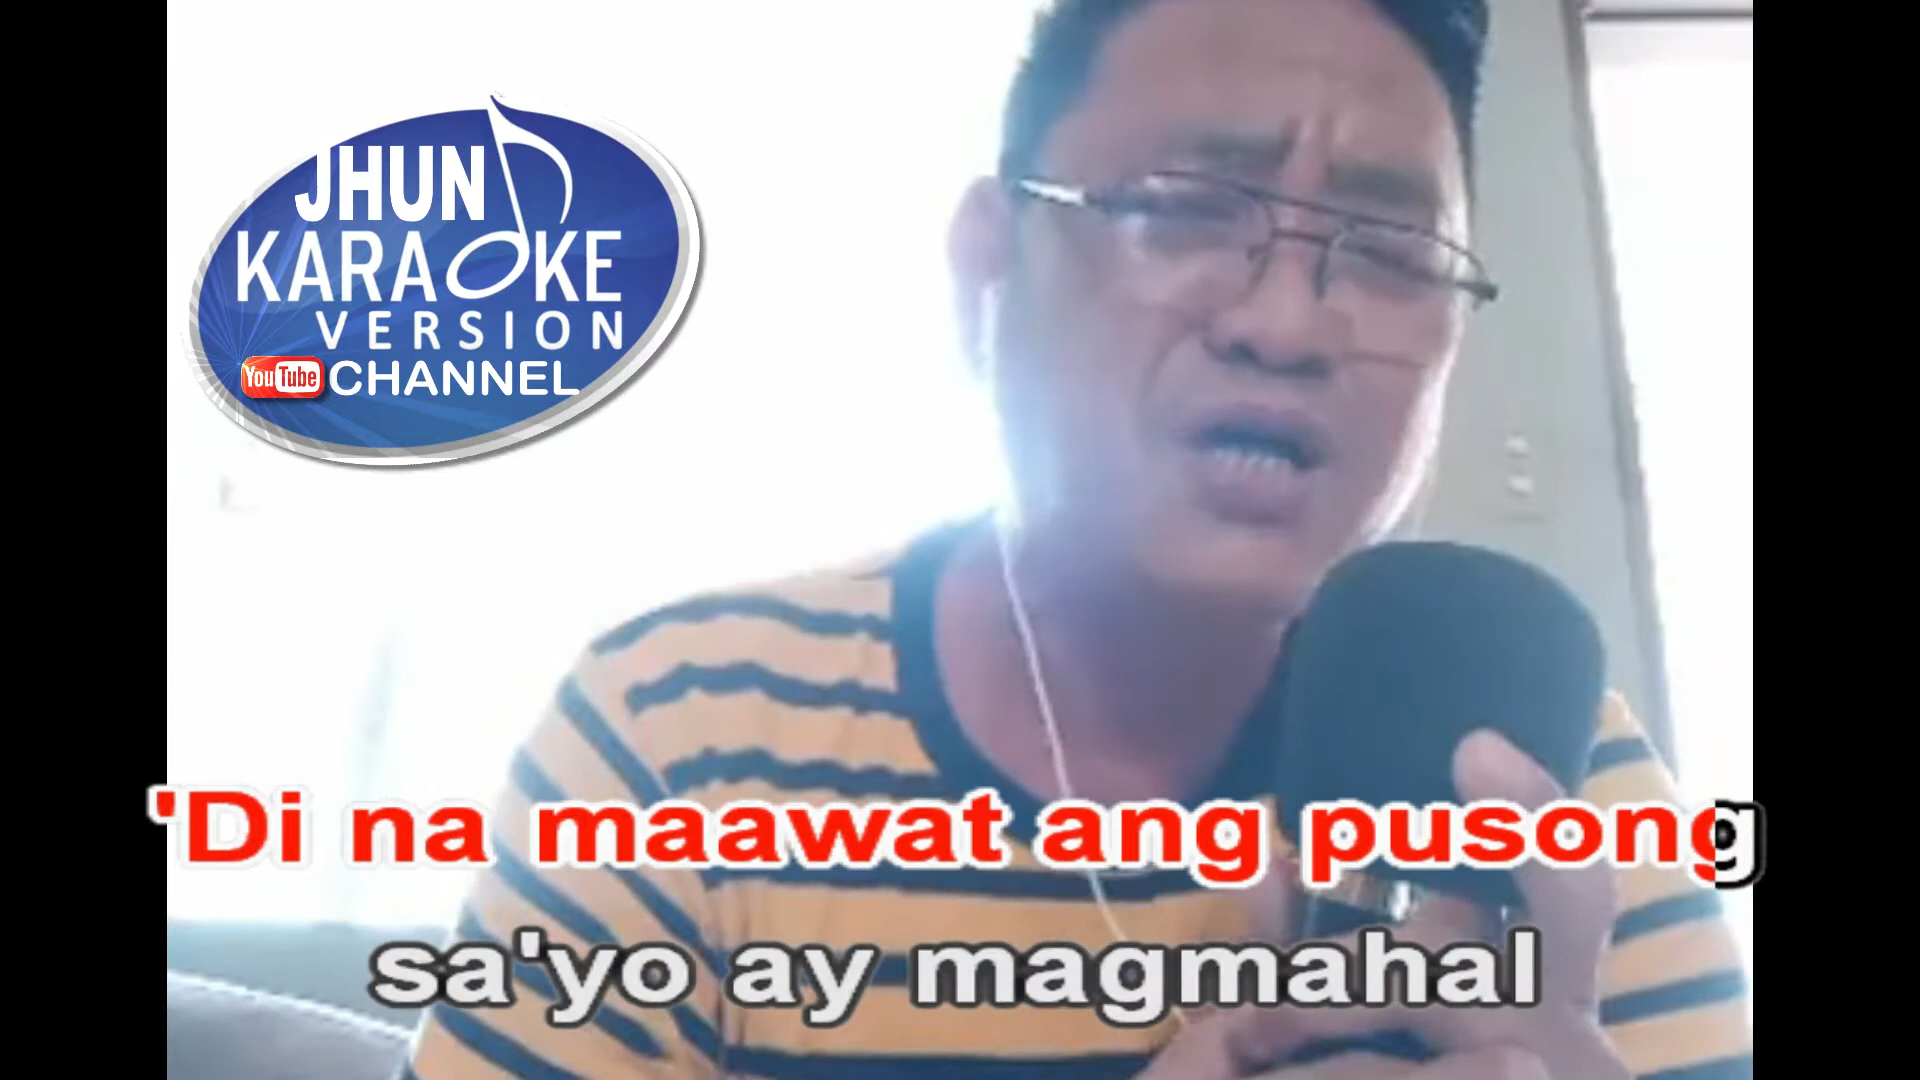 JHUN
KARAOKE
VERSION
YouTube CHANNEL
'Di na maawat ang pusong
sa'yo ay magmahal